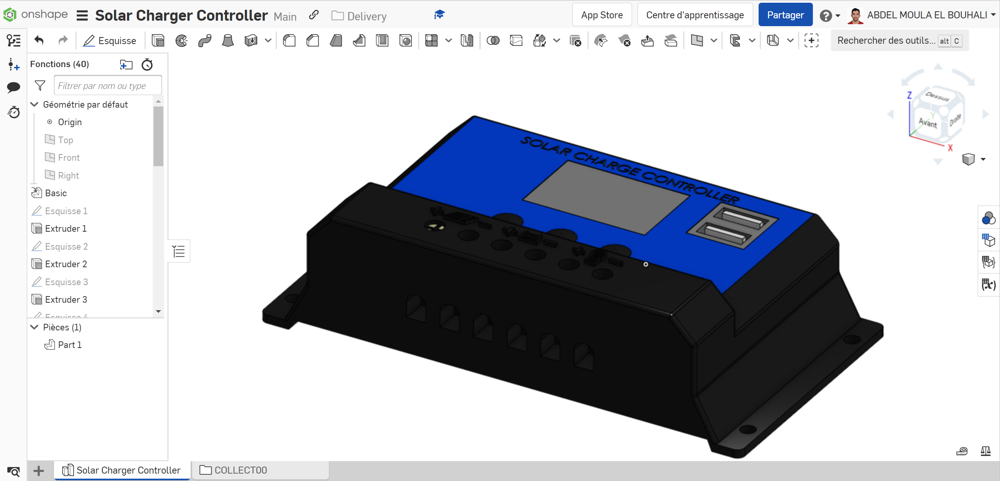 onshape Solar Charger Controller Main Delivery App Store Centre d'apprentissage Partager ? ABDEL MOULA EL BOUHALI
Esquisse Rechercher des outils... alt C
Fonctions (40)
Filtrer par nom ou type
Géométrie par défaut
Origin
Top
Front
Right
Basic
Esquisse 1
Extruder 1
Esquisse 2
Extruder 2
Esquisse 3
Extruder 3
Esquisse 4
Pièces (1)
Part 1
SOLAR CHARGE CONTROLLER
Dessus
Z
Y
Avant
Droite
X
(x)
Solar Charger Controller
COLLECT00